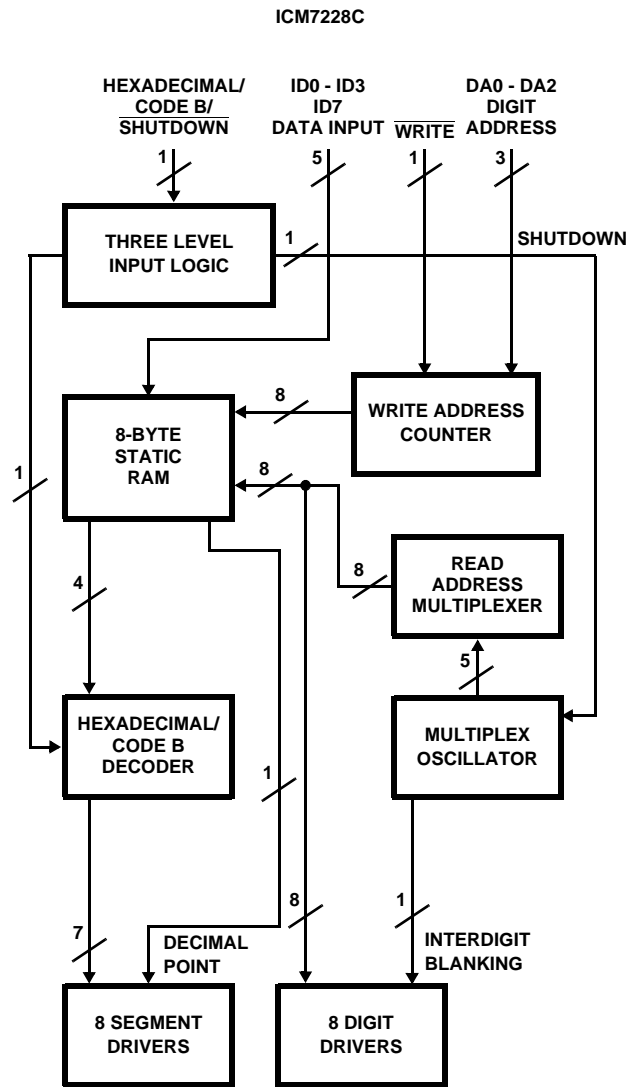 ICM7228C
HEXADECIMAL/
CODE B/
SHUTDOWN
ID0 - ID3
ID7
DATA INPUT
WRITE
DA0 - DA2
DIGIT
ADDRESS
1
5
1
3
THREE LEVEL
INPUT LOGIC
1
SHUTDOWN
8-BYTE
STATIC
RAM
8
WRITE ADDRESS
COUNTER
1
8
4
8
READ
ADDRESS
MULTIPLEXER
5
HEXADECIMAL/
CODE B
DECODER
1
MULTIPLEX
OSCILLATOR
7
DECIMAL
POINT
8
1
INTERDIGIT
BLANKING
8 SEGMENT
DRIVERS
8 DIGIT
DRIVERS